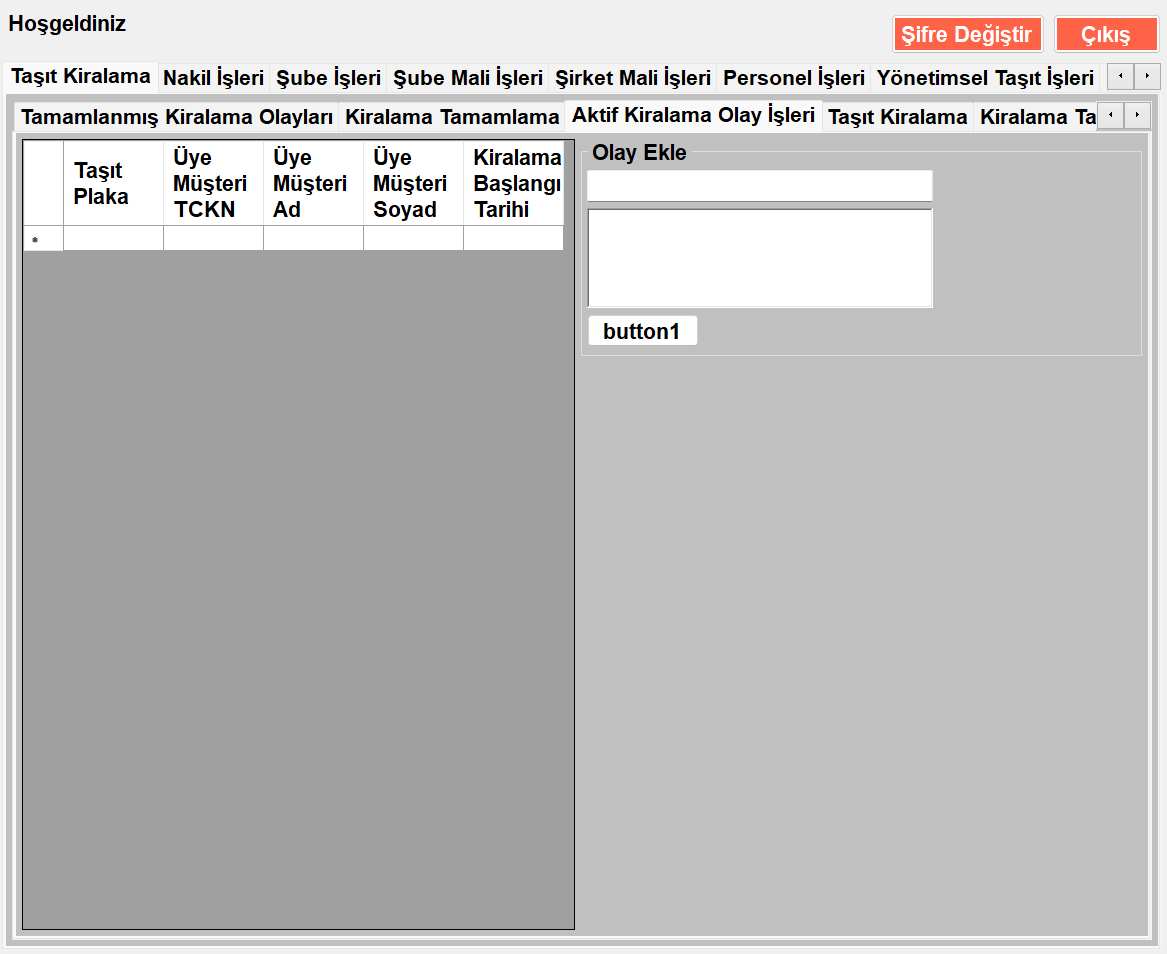 Hoşgeldiniz
Şifre Değiştir
Çıkış
Taşıt Kiralama
Nakil İşleri
Şube İşleri
Şube Mali İşleri
Şirket Mali İşleri
Personel İşleri
Yönetimsel Taşıt İşleri
Tamamlanmış Kiralama Olayları
Kiralama Tamamlama
Aktif Kiralama Olay İşleri
Taşıt Kiralama
Kiralama Ta
Taşıt
Plaka
Üye
Müşteri
TCKN
Üye
Müşteri
Ad
Üye
Müşteri
Soyad
Kiralama
Başlangı
Tarihi
*
Olay Ekle
button1